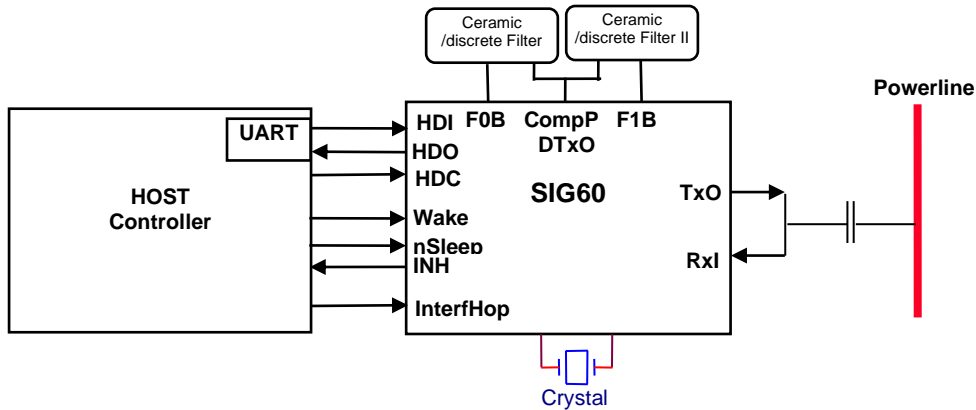 Ceramic
/discrete Filter
Ceramic
/discrete Filter II
Powerline
UART
HOST
Controller
HDI
F0B
CompP
F1B
DTxO
HDO
HDC
SIG60
TxO
Wake
nSleep
INH
RxI
InterfHop
Crystal